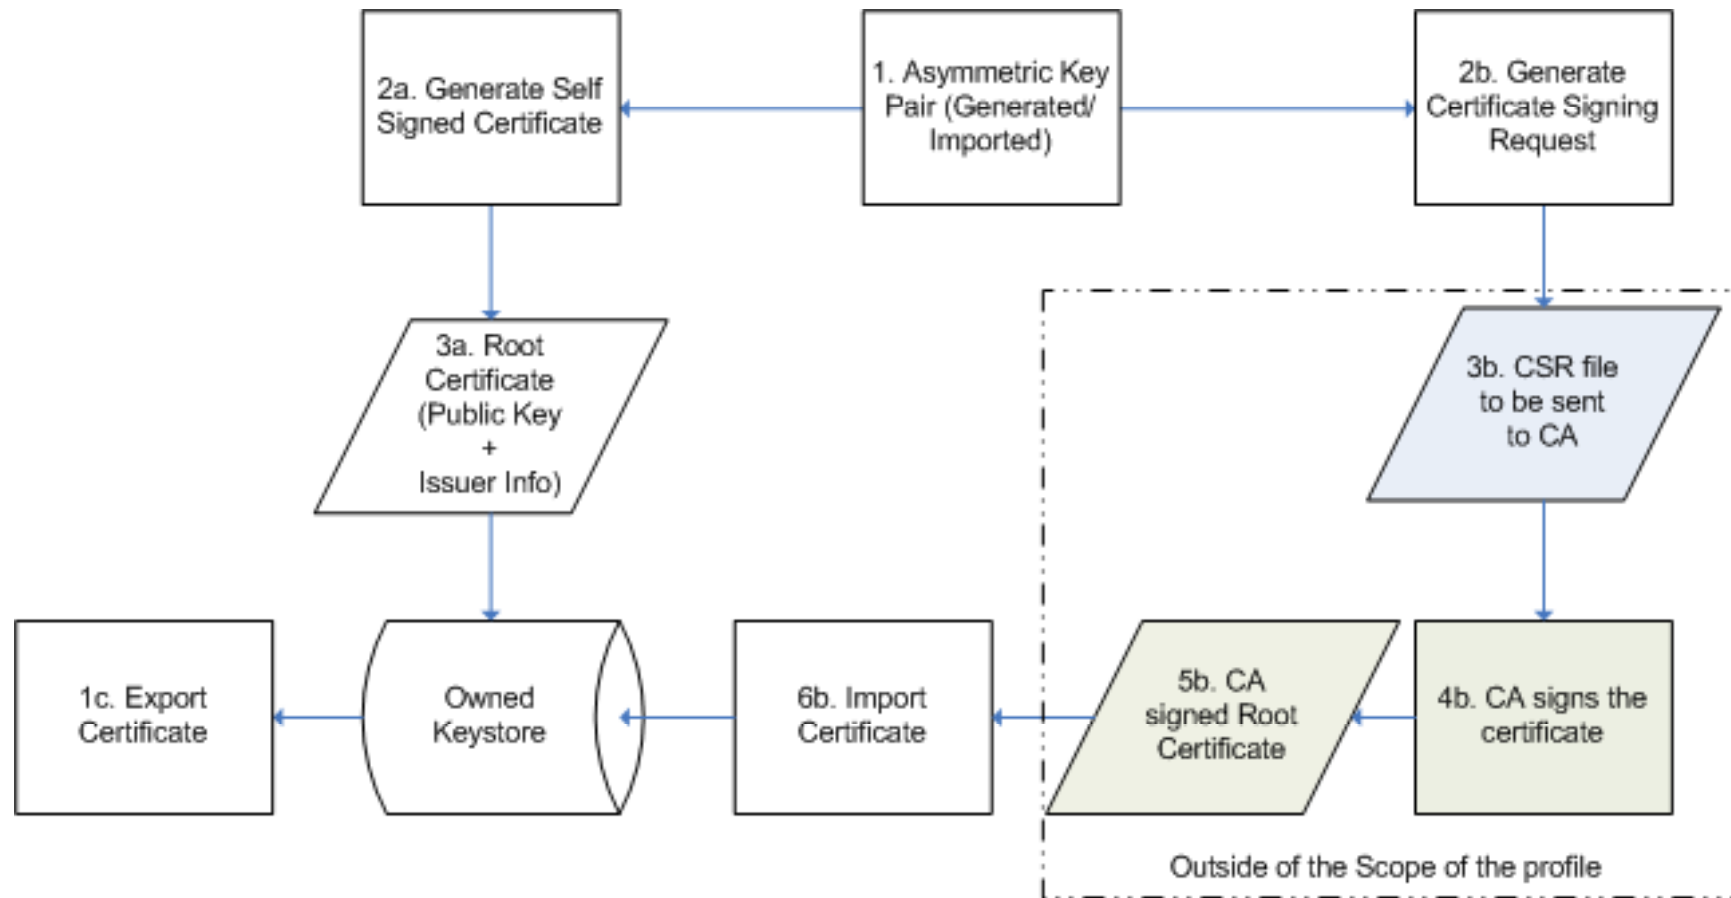 2a. Generate Self
Signed Certificate
1. Asymmetric Key
Pair (Generated/
Imported)
2b. Generate
Certificate Signing
Request
3a. Root
Certificate
(Public Key
+
Issuer Info)
3b. CSR file
to be sent
to CA
1c. Export
Certificate
Owned
Keystore
6b. Import
Certificate
5b. CA
signed Root
Certificate
4b. CA signs the
certificate
Outside of the Scope of the profile